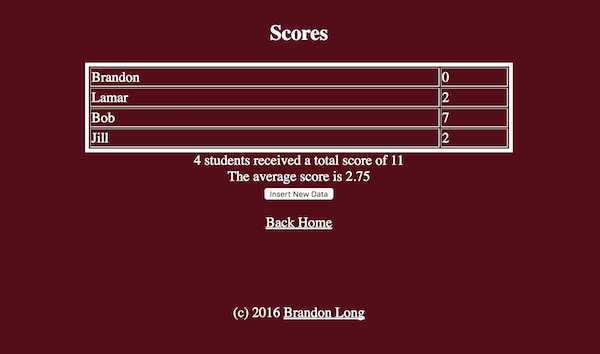 Scores
Brandon 0
Lamar 2
Bob 7
Jill 2
4 students received a total score of 11
The average score is 2.75
Insert New Data
Back Home
(c) 2016 Brandon Long